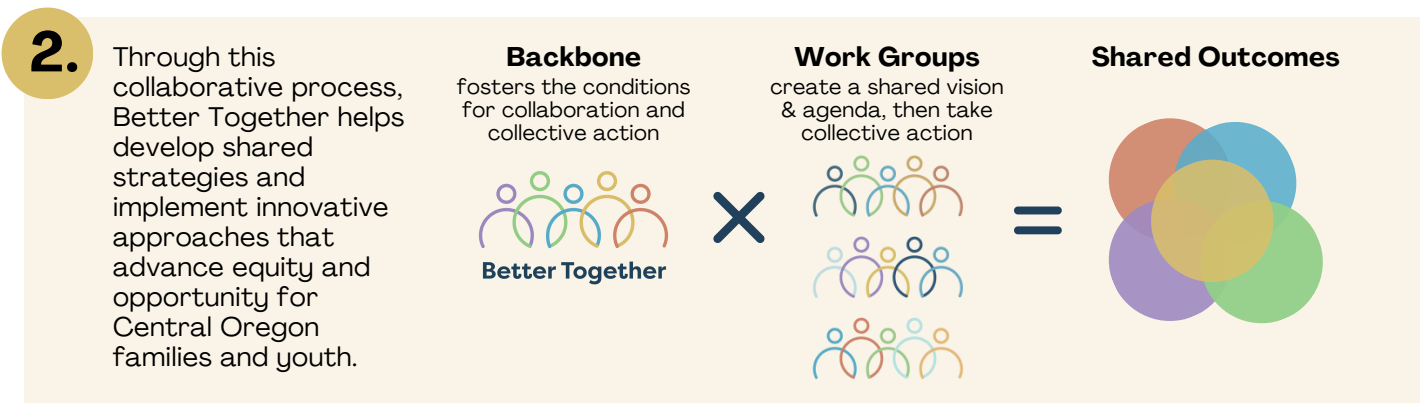 2.
Through this
collaborative process,
Better Together helps
develop shared
strategies and
implement innovative
approaches that
advance equity and
opportunity for
Central Oregon
families and youth.
Backbone
fosters the conditions
for collaboration and
collective action
Better Together
Work Groups
create a shared vision
& agenda, then take
collective action
Shared Outcomes